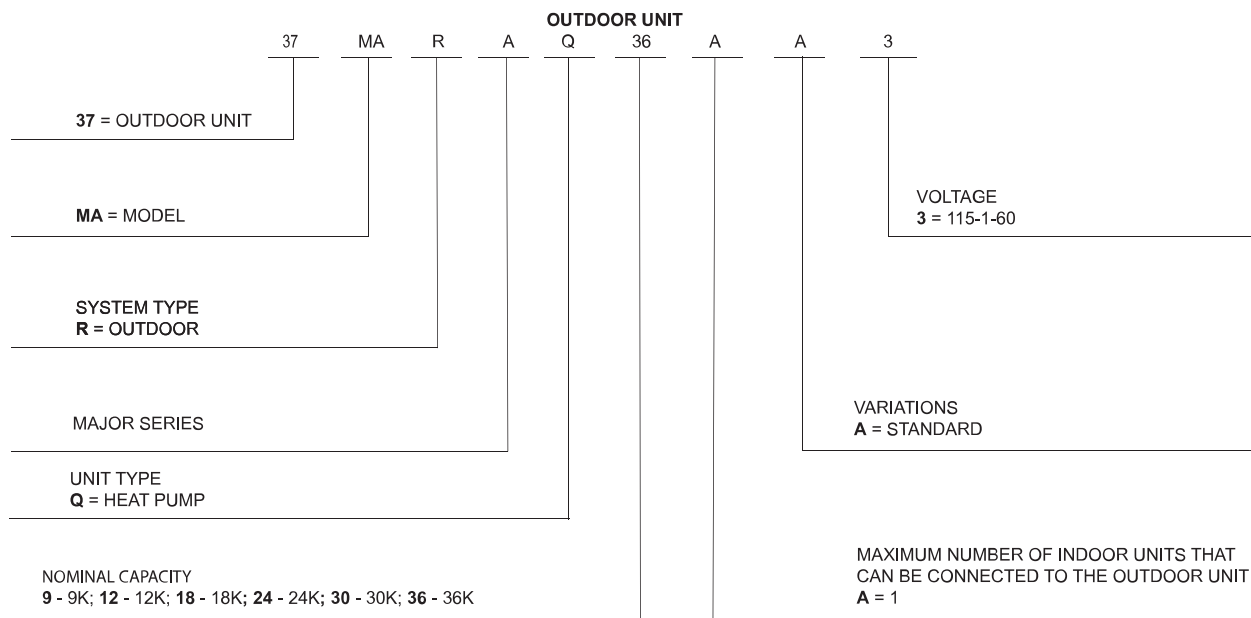 OUTDOOR UNIT
37 MA R A Q 36 A A 3
37 = OUTDOOR UNIT
MA = MODEL
VOLTAGE
3 = 115-1-60
SYSTEM TYPE
R = OUTDOOR
MAJOR SERIES
VARIATIONS
A = STANDARD
UNIT TYPE
Q = HEAT PUMP
NOMINAL CAPACITY
9 - 9K; 12 - 12K; 18 - 18K; 24 - 24K; 30 - 30K; 36 - 36K
MAXIMUM NUMBER OF INDOOR UNITS THAT
CAN BE CONNECTED TO THE OUTDOOR UNIT
A = 1